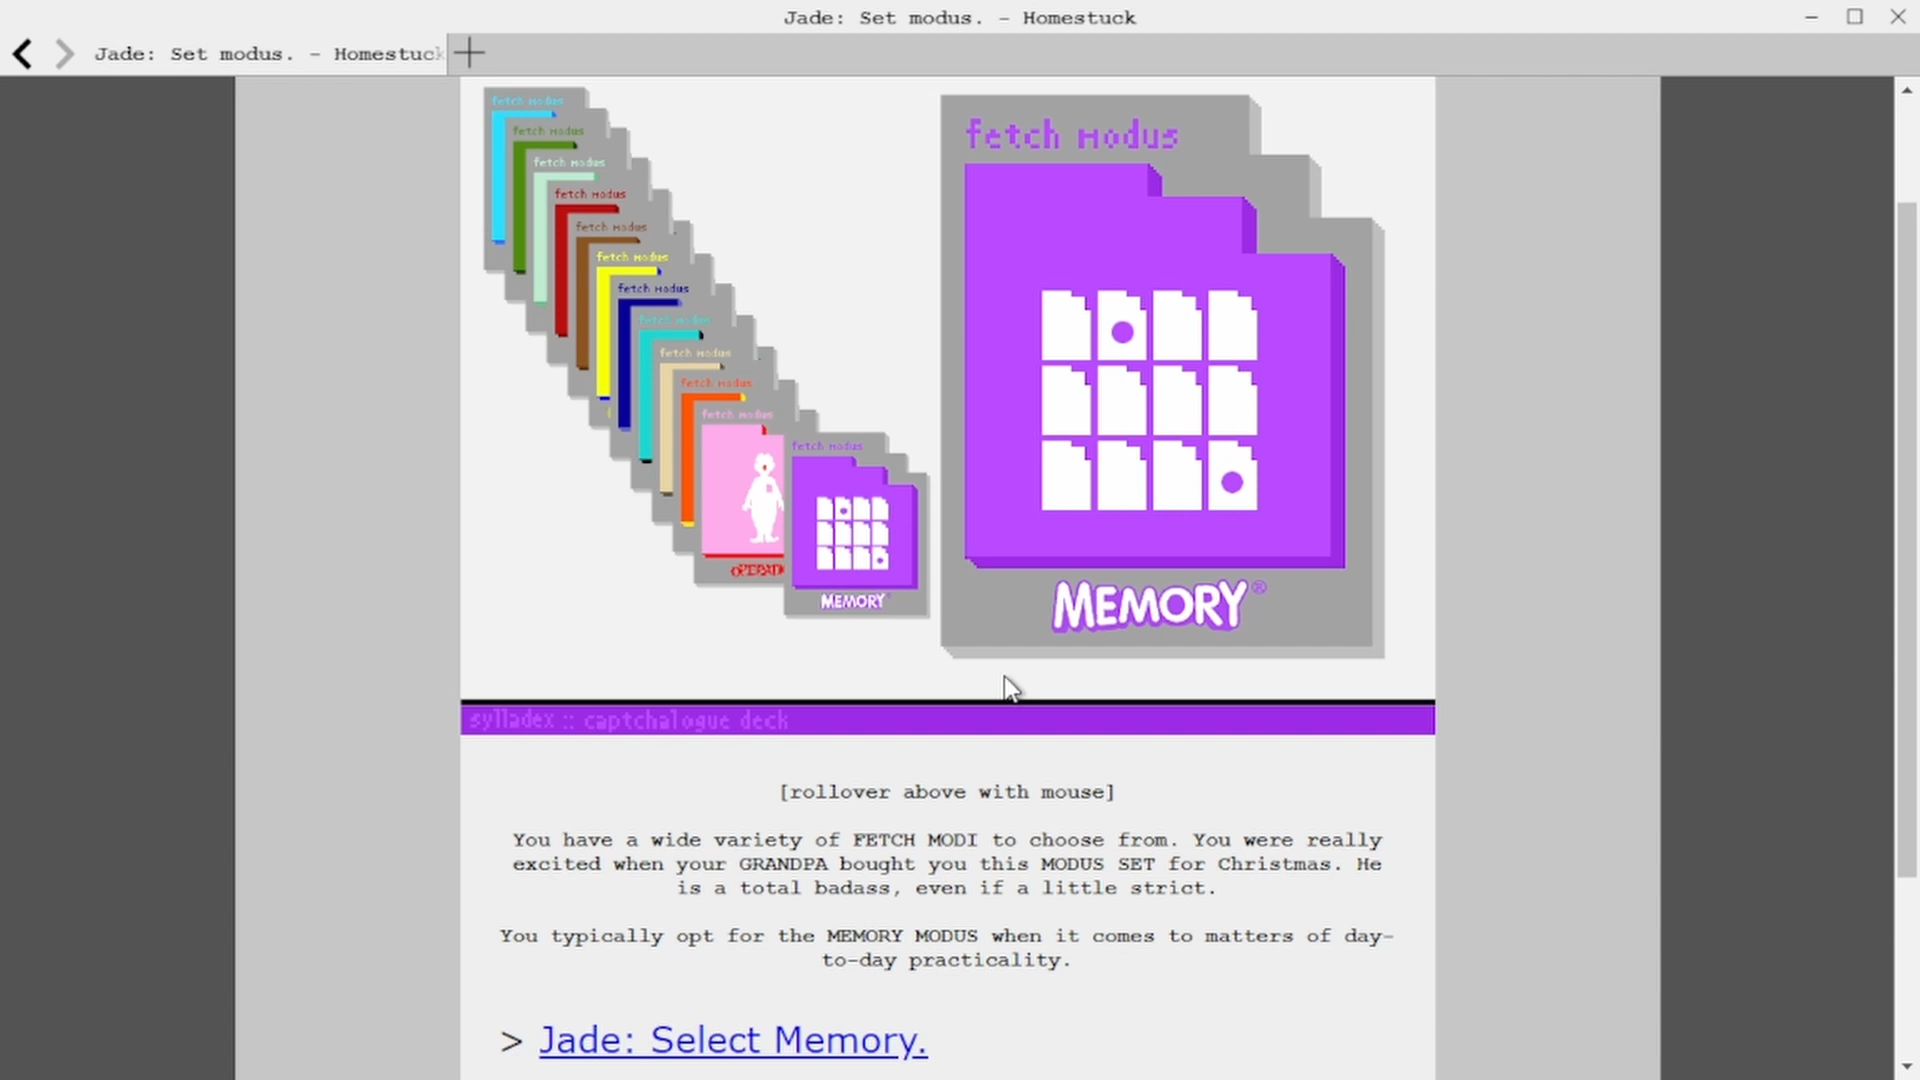 Jade: Set modus. - Homestuck
Jade: Set modus. - Homestuck
fetch modus
fetch modus
fetch modus
fetch modus
fetch modus
fetch modus
fetch modus
fetch modus
fetch modus
fetch modus
fetch modus
fetch modus
MEMORY
fetch modus
MEMORY®
sylladex :: captchalogue deck
[rollover above with mouse]
You have a wide variety of FETCH MODI to choose from. You were really
excited when your GRANDPA bought you this MODUS SET for Christmas. He
is a total badass, even if a little strict.
You typically opt for the MEMORY MODUS when it comes to matters of day-
to-day practicality.
> Jade: Select Memory.